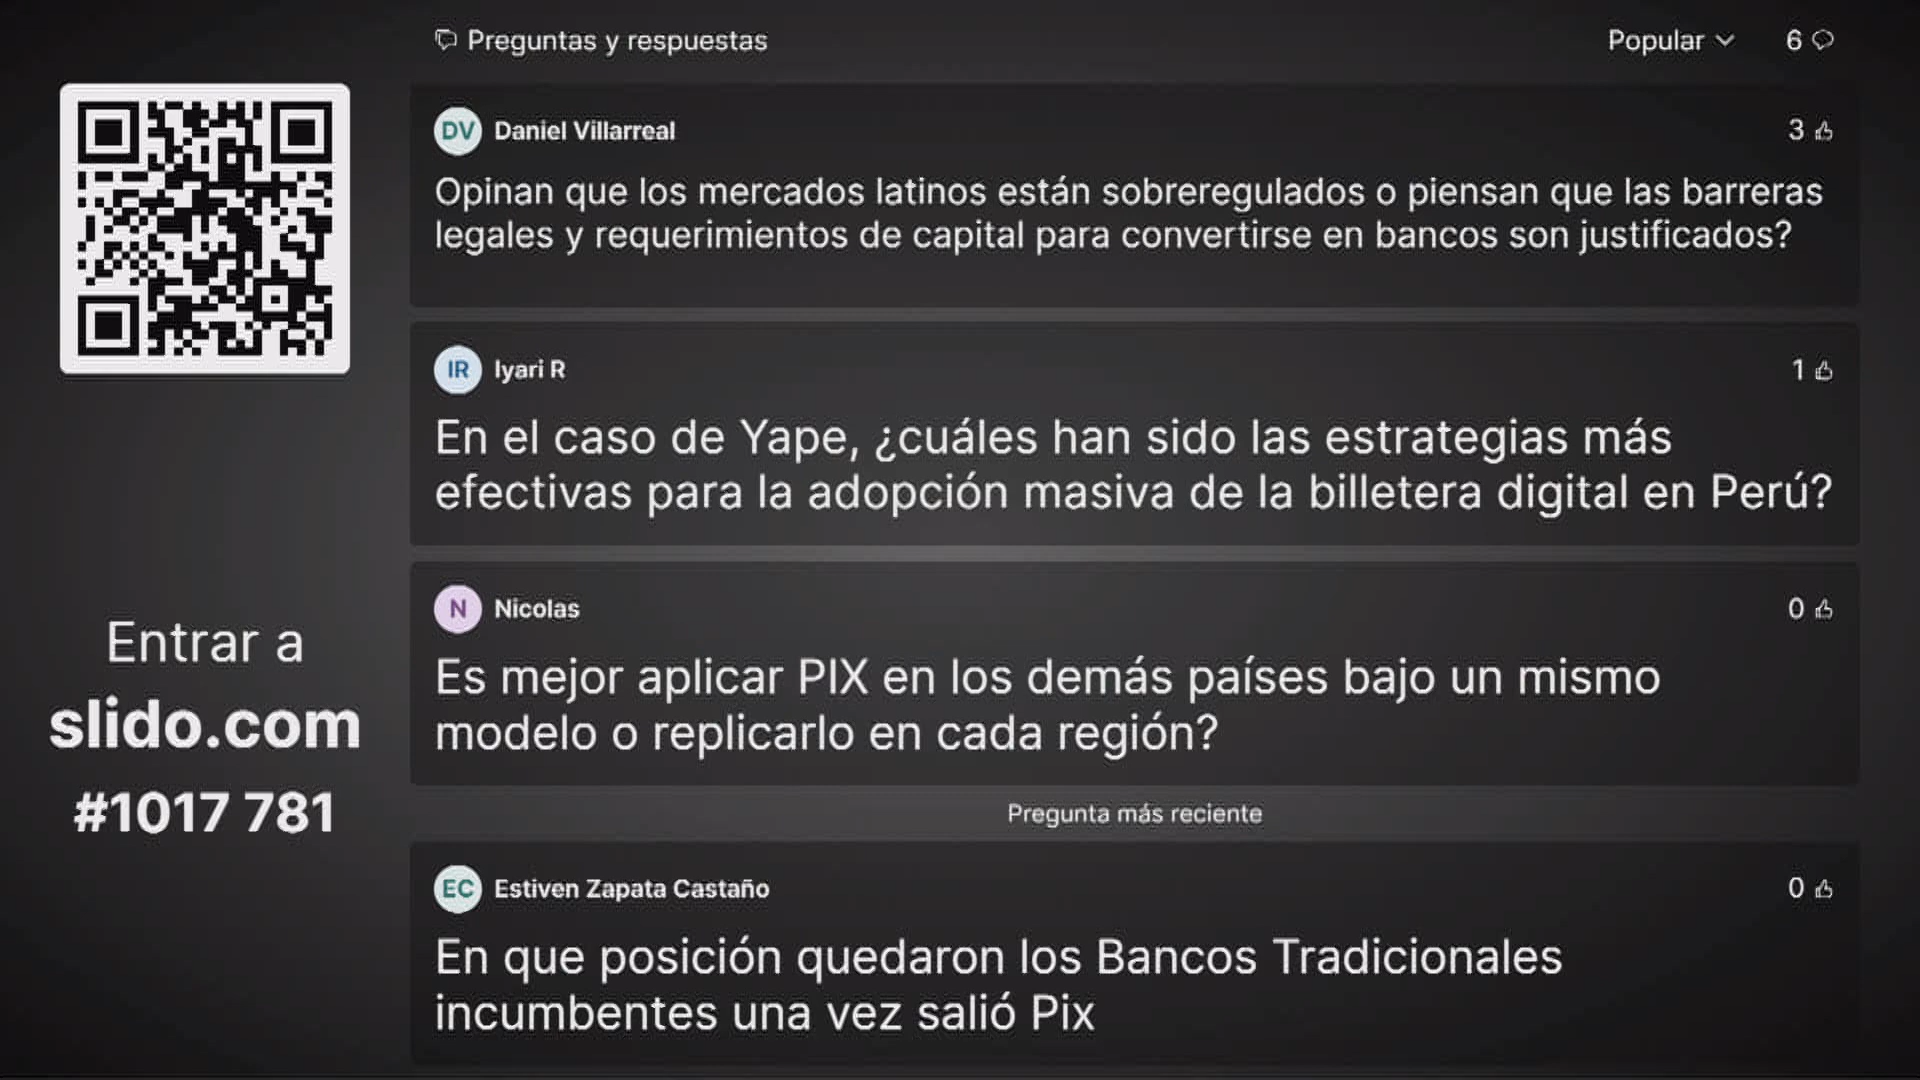 Preguntas y respuestas
Popular
6
DV
Daniel Villarreal
3
Opinan que los mercados latinos están sobreregulados o piensan que las barreras
legales y requerimientos de capital para convertirse en bancos son justificados?
IR
Iyari R
1
En el caso de Yape, ¿cuáles han sido las estrategias más
efectivas para la adopción masiva de la billetera digital en Perú?
N
Nicolas
0
Es mejor aplicar PIX en los demás países bajo un mismo
modelo o replicarlo en cada región?
Pregunta más reciente
EC
Estiven Zapata Castaño
0
En que posición quedaron los Bancos Tradicionales
incumbentes una vez salió Pix
Entrar a
slido.com
#1017 781